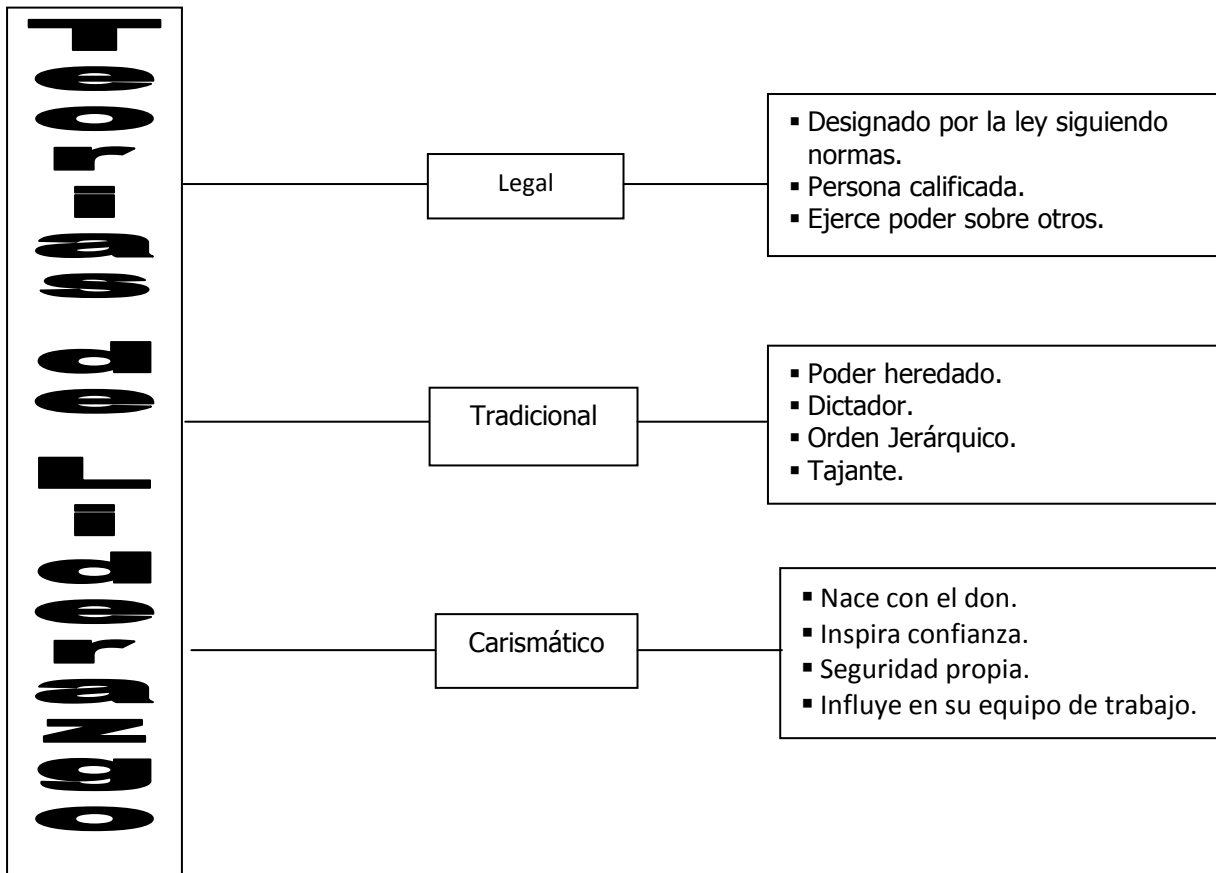 Teorias de Liderazgo
Legal
▪ Designado por la ley siguiendo
normas.
▪ Persona calificada.
▪ Ejerce poder sobre otros.
Tradicional
▪ Poder heredado.
▪ Dictador.
▪ Orden Jerárquico.
▪ Tajante.
Carismático
▪ Nace con el don.
▪ Inspira confianza.
▪ Seguridad propia.
▪ Influye en su equipo de trabajo.